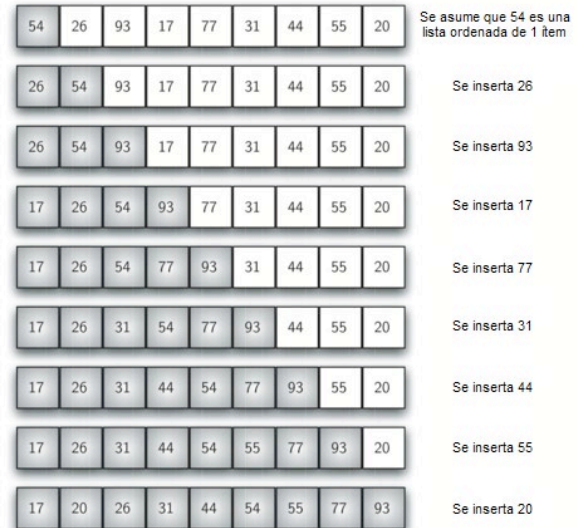 54 26 93 17 77 31 44 55 20
Se asume que 54 es una
lista ordenada de 1 ítem
26 54 93 17 77 31 44 55 20
Se inserta 26
26 54 93 17 77 31 44 55 20
Se inserta 93
17 26 54 93 77 31 44 55 20
Se inserta 17
17 26 54 77 93 31 44 55 20
Se inserta 77
17 26 31 54 77 93 44 55 20
Se inserta 31
17 26 31 44 54 77 93 55 20
Se inserta 44
17 26 31 44 54 55 77 93 20
Se inserta 55
17 20 26 31 44 54 55 77 93
Se inserta 20